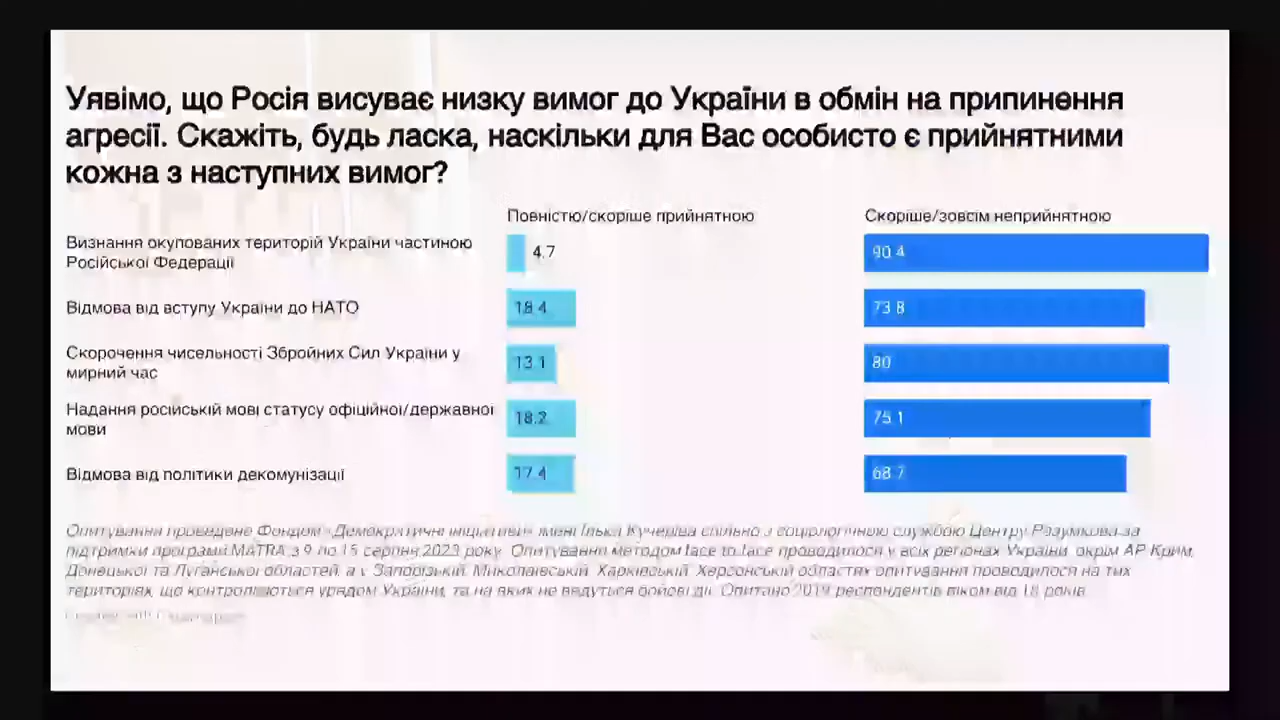 Уявімо, що Росія висуває низку вимог до України в обмін на припинення
агресії. Скажіть, будь ласка, наскільки для Вас особисто є прийнятними
кожна з наступних вимог?
Повністю/скоріше прийнятною
Скоріше/зовсім неприйнятною
Визнання окупованих територій України частиною
Російської Федерації
4.7
90.4
Відмова від вступу України до НАТО
18.4
73.8
Скорочення чисельності Збройних Сил України у
мирний час
13.1
80
Надання російській мові статусу офіційної/державної
мови
18.2
75.1
Відмова від політики декомунізації
17.4
68.7
Опитування проведене Фондом «Демократичні ініціативи» імені Ілька Кучеріва спільно з соціологічною службою Центру Разумкова за
підтримки програми MATRA з 9 по 15 серпня 2023 року. Опитування методом face to face проводилося у всіх регіонах України, окрім АР Крим,
Донецької та Луганської областей, а у Запорізькій, Миколаївській, Харківській, Херсонській областях опитування проводилося на тих
територіях, що контролюються урядом України, та на яких не ведуться бойові дії. Опитано 2019 респондентів віком від 18 років.